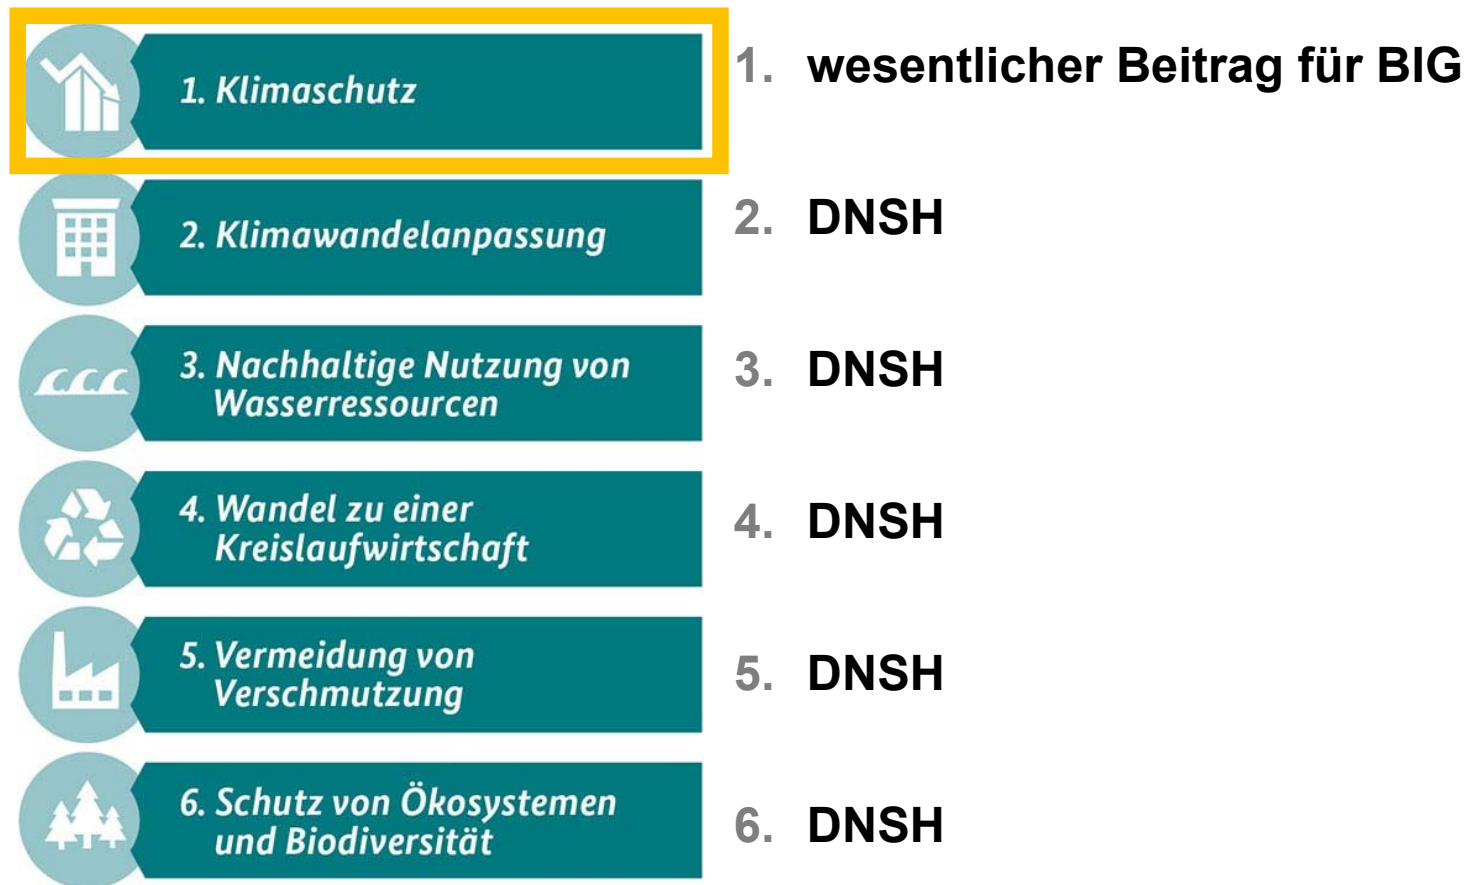 1. Klimaschutz
1. wesentlicher Beitrag für BIG
2. Klimawandelanpassung
2. DNSH
3. Nachhaltige Nutzung von
Wasserressourcen
3. DNSH
4. Wandel zu einer
Kreislaufwirtschaft
4. DNSH
5. Vermeidung von
Verschmutzung
5. DNSH
6. Schutz von Ökosystemen
und Biodiversität
6. DNSH